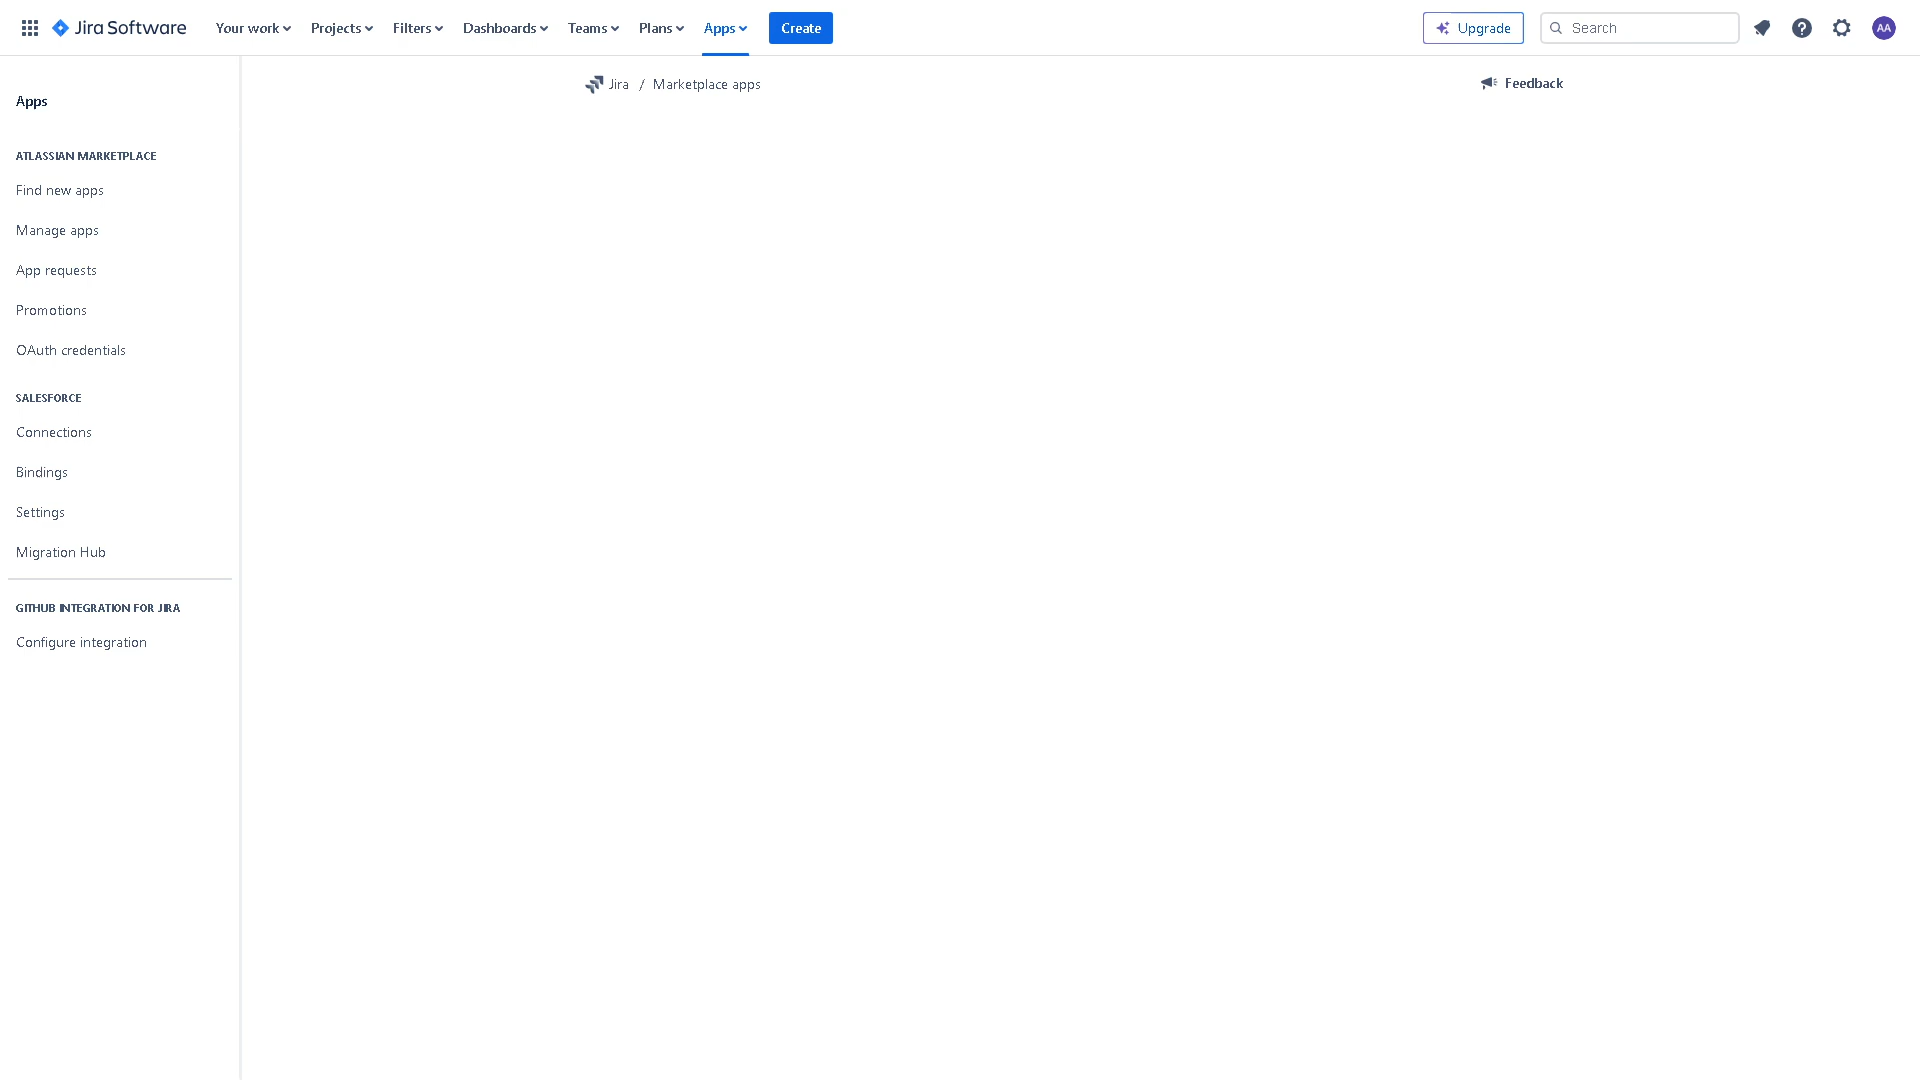 Jira Software
Your work
Projects
Filters
Dashboards
Teams
Plans
Apps
Create
Upgrade
Search
AA
Apps
ATLASSIAN MARKETPLACE
Find new apps
Manage apps
App requests
Promotions
OAuth credentials
SALESFORCE
Connections
Bindings
Settings
Migration Hub
GITHUB INTEGRATION FOR JIRA
Configure integration
Jira / Marketplace apps
Feedback